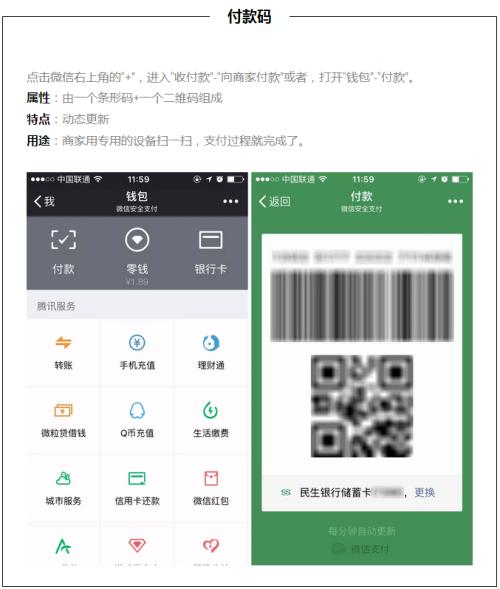 付款码
点击微信右上角的"+"，进入"收付款"-"向商家付款"或者，打开"钱包"-"付款"。
属性：由一个条形码+一个二维码组成
特点：动态更新
用途：商家用专用的设备扫一扫，支付过程就完成了。
中国联通 11:59
我 钱包
微信安全支付
付款 零钱 银行卡
¥1.89
腾讯服务
转账 手机充值 理财通
微粒贷借钱 Q币充值 生活缴费
城市服务 信用卡还款 微信红包
中国联通 11:59
返回 付款
微信安全支付
民生银行储蓄卡 ，更换
每分钟自动更新
微信支付